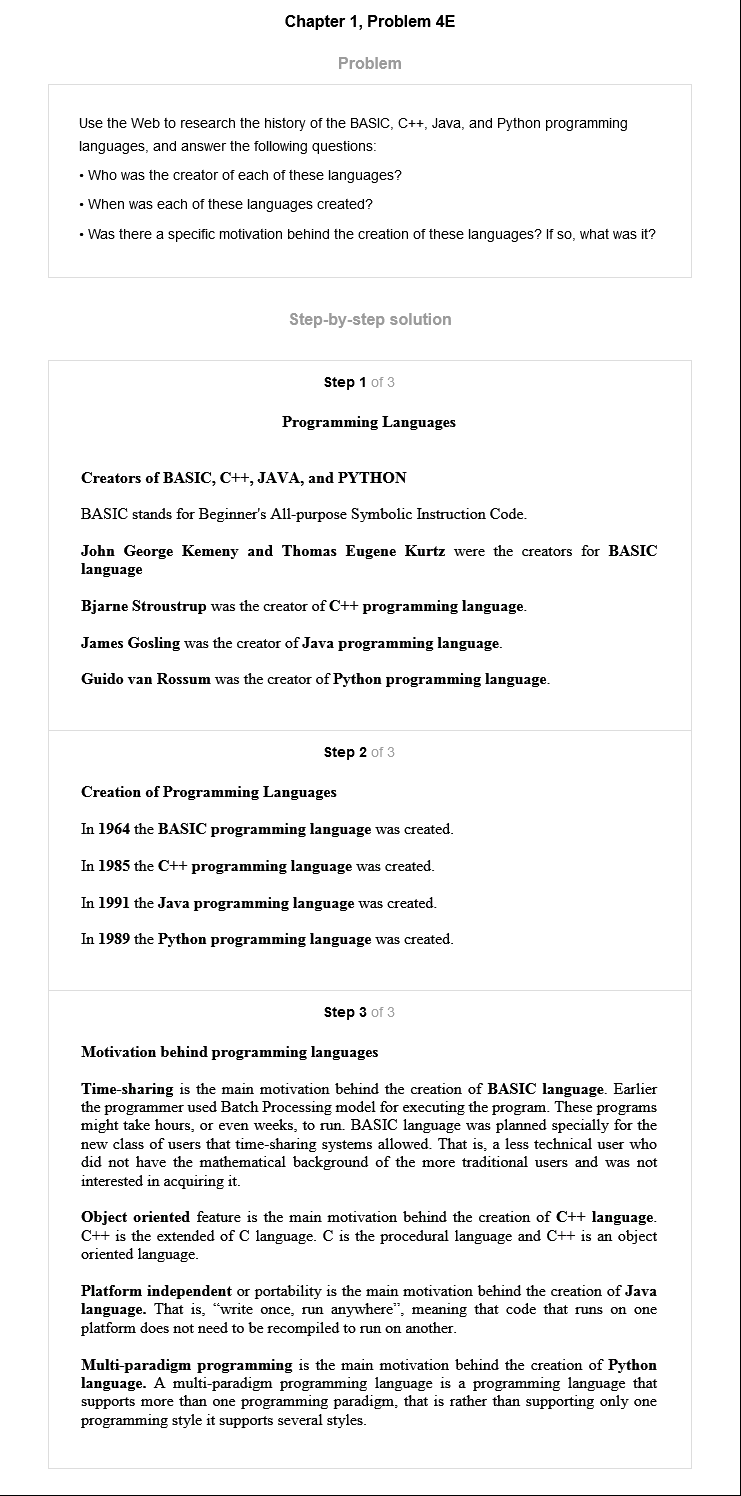 Chapter 1, Problem 4E
Problem
Use the Web to research the history of the BASIC, C++, Java, and Python programming
languages, and answer the following questions:
• Who was the creator of each of these languages?
• When was each of these languages created?
• Was there a specific motivation behind the creation of these languages? If so, what was it?
Step-by-step solution
Step 1 of 3
Programming Languages
Creators of BASIC, C++, JAVA, and PYTHON
BASIC stands for Beginner's All-purpose Symbolic Instruction Code.
John George Kemeny and Thomas Eugene Kurtz were the creators for BASIC
language
Bjarne Stroustrup was the creator of C++ programming language.
James Gosling was the creator of Java programming language.
Guido van Rossum was the creator of Python programming language.
Step 2 of 3
Creation of Programming Languages
In 1964 the BASIC programming language was created.
In 1985 the C++ programming language was created.
In 1991 the Java programming language was created.
In 1989 the Python programming language was created.
Step 3 of 3
Motivation behind programming languages
Time-sharing is the main motivation behind the creation of BASIC language. Earlier
the programmer used Batch Processing model for executing the program. These programs
might take hours, or even weeks, to run. BASIC language was planned specially for the
new class of users that time-sharing systems allowed. That is, a less technical user who
did not have the mathematical background of the more traditional users and was not
interested in acquiring it.
Object oriented feature is the main motivation behind the creation of C++ language.
C++ is the extended of C language. C is the procedural language and C++ is an object
oriented language.
Platform independent or portability is the main motivation behind the creation of Java
language. That is, “write once, run anywhere”, meaning that code that runs on one
platform does not need to be recompiled to run on another.
Multi-paradigm programming is the main motivation behind the creation of Python
language. A multi-paradigm programming language is a programming language that
supports more than one programming paradigm, that is rather than supporting only one
programming style it supports several styles.